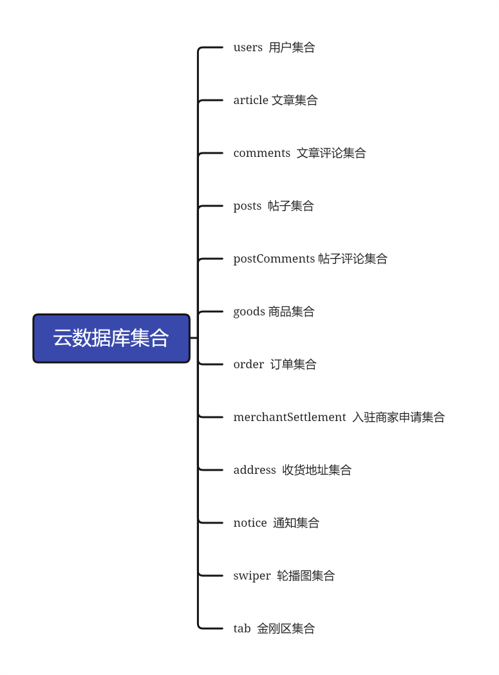 users 用户集合
article 文章集合
comments 文章评论集合
posts 帖子集合
postComments 帖子评论集合
goods 商品集合
云数据库集合
order 订单集合
merchantSettlement 入驻商家申请集合
address 收货地址集合
notice 通知集合
swiper 轮播图集合
tab 金刚区集合